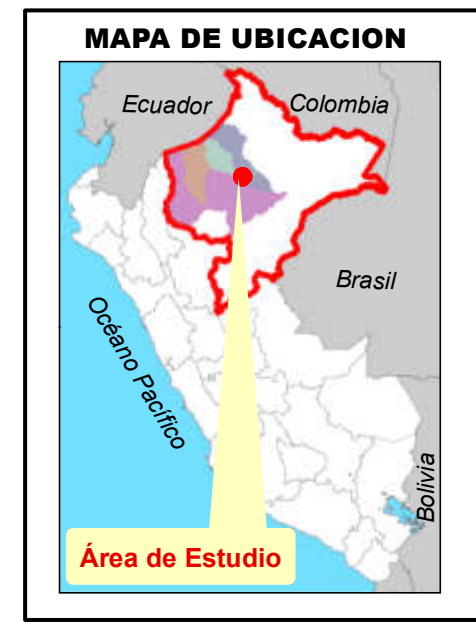 MAPA DE UBICACION
Ecuador
Colombia
Brasil
Océano Pacífico
Bolivia
Área de Estudio